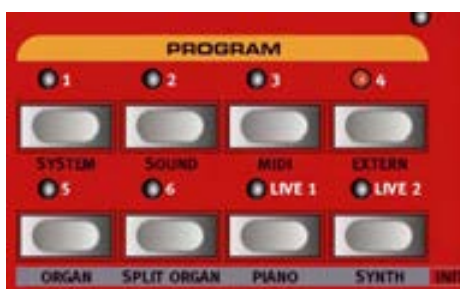 PROGRAM
1 2 3 4
SYSTEM SOUND MIDI EXTERN
5 6 LIVE 1 LIVE 2
ORGAN SPLIT ORGAN PIANO SYNTH